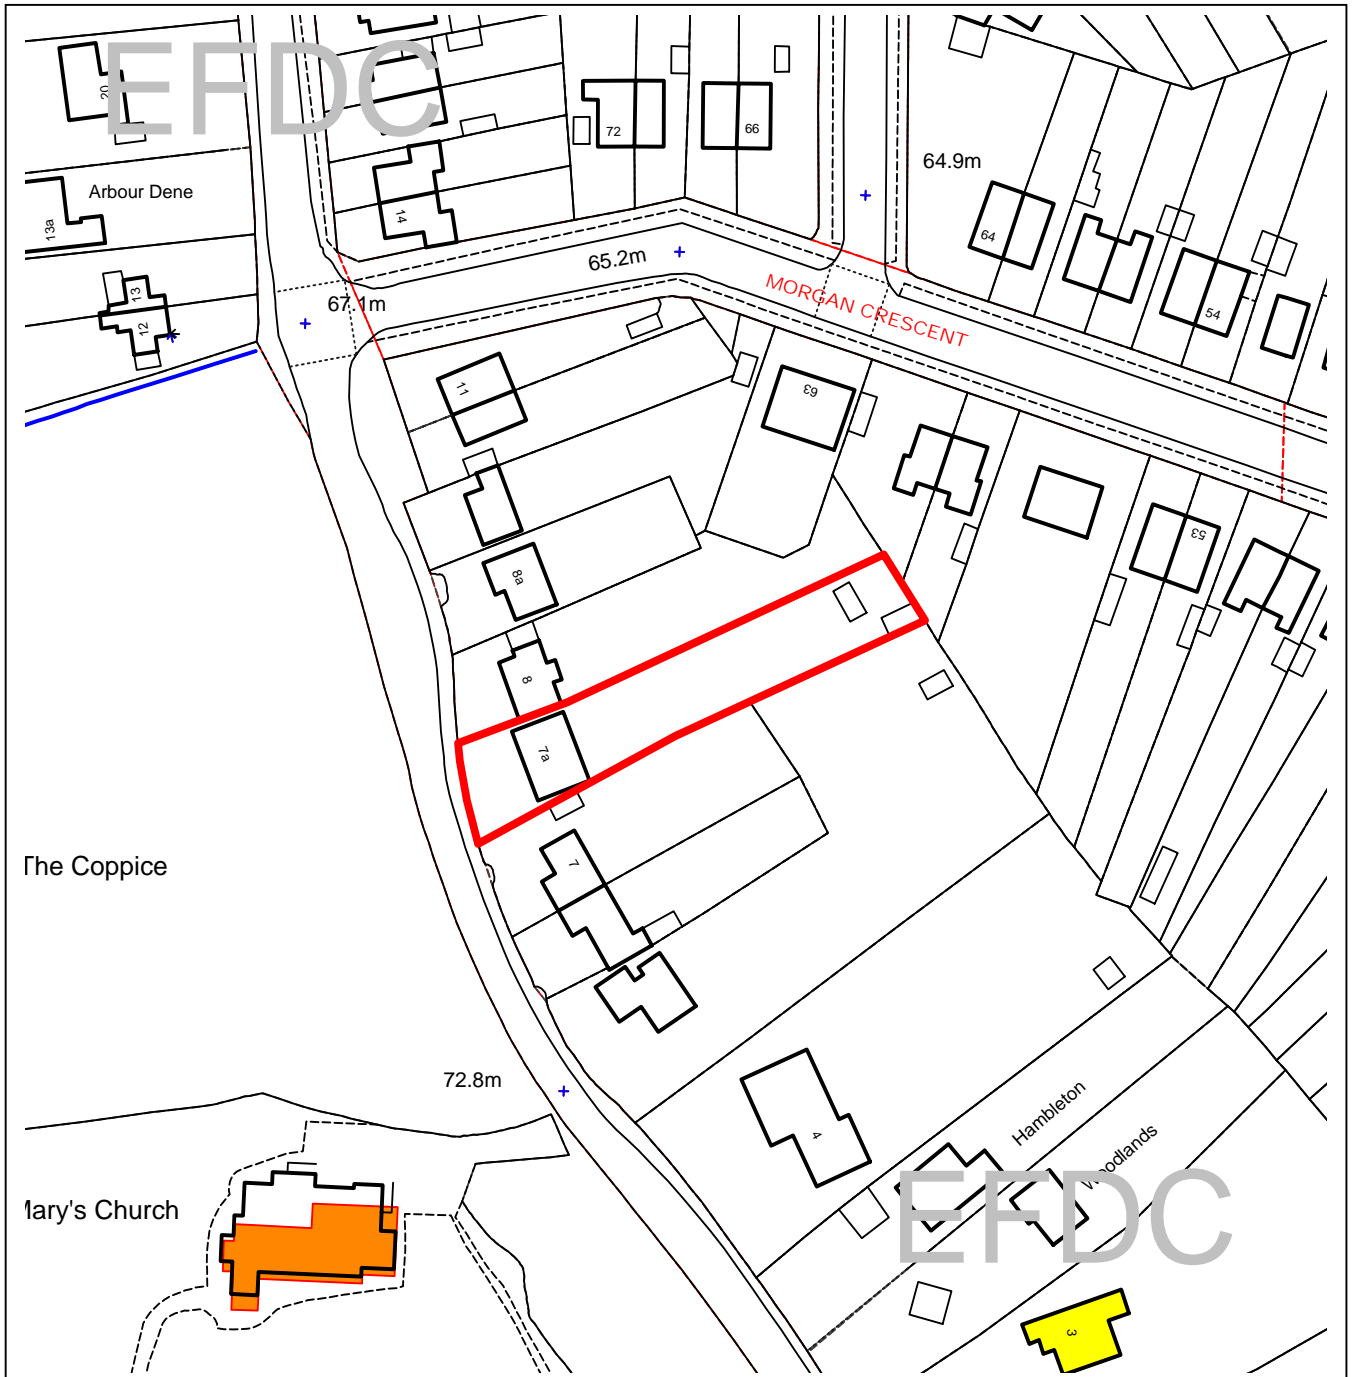 EFDC
20
72
66
64.9m
Arbour Dene
13a
14
64
65.2m
MORGAN CRESCENT
67.1m
13
12
54
11
63
53
8a
8
7a
7
The Coppice
72.8m
4
Hambleton
Woodlands
Mary's Church
EFDC
3